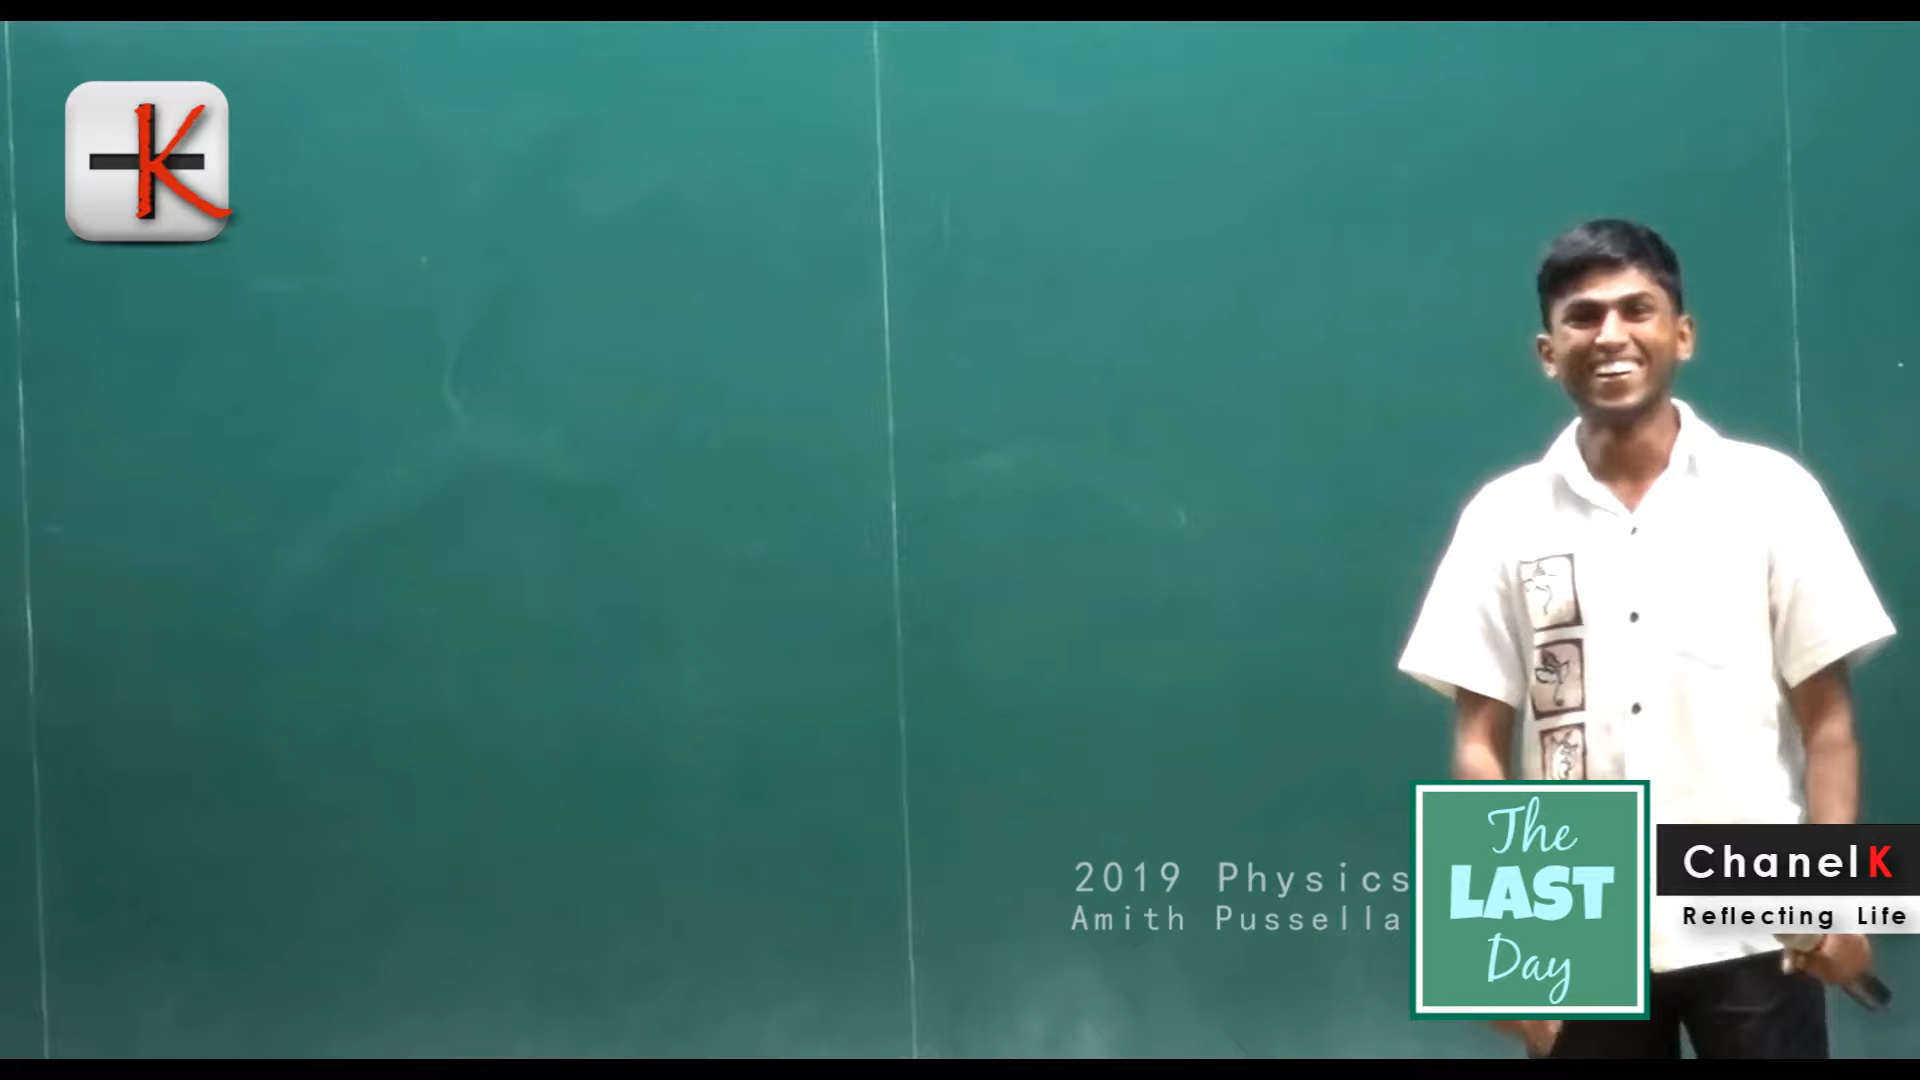 K
2019 Physics
Amith Pussella
The
LAST
Day
ChanelK
Reflecting Life